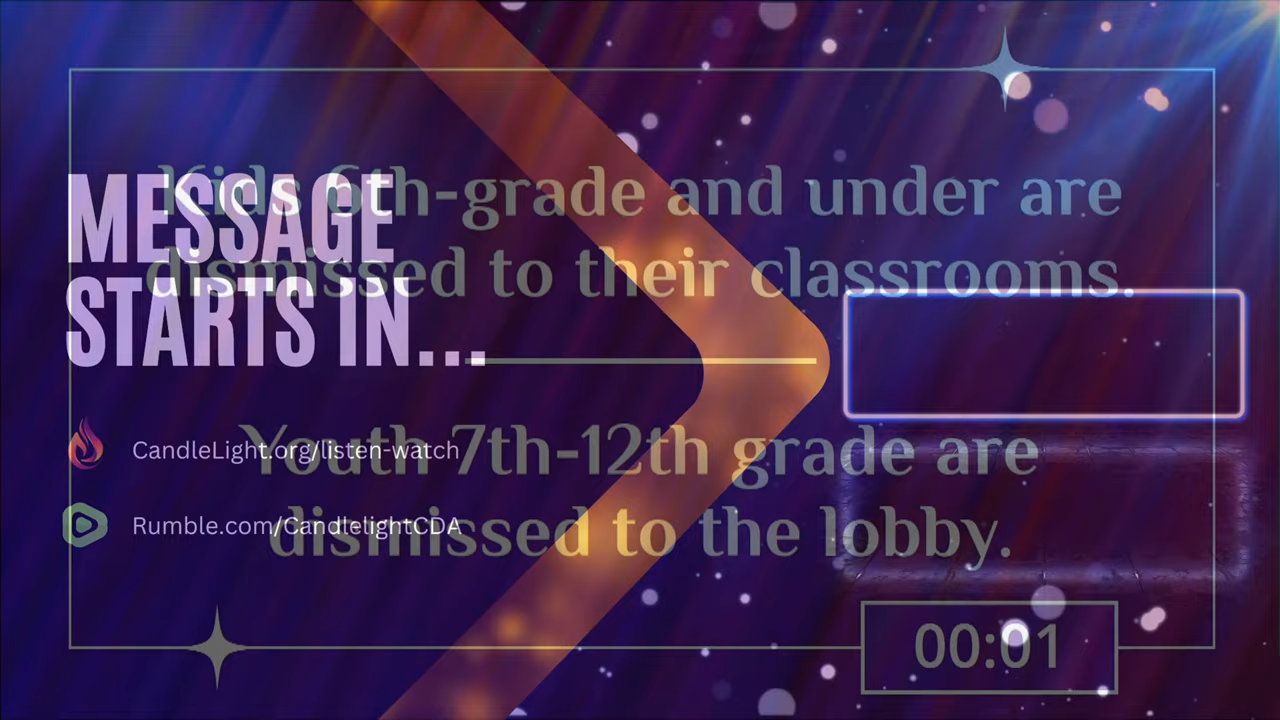 Kids 6th-grade and under are
dismissed to their classrooms.
MESSAGE
STARTS IN...
Youth 7th-12th grade are
dismissed to the lobby.
CandleLight.org/listen-watch
Rumble.com/CandlelightCDA
00:01